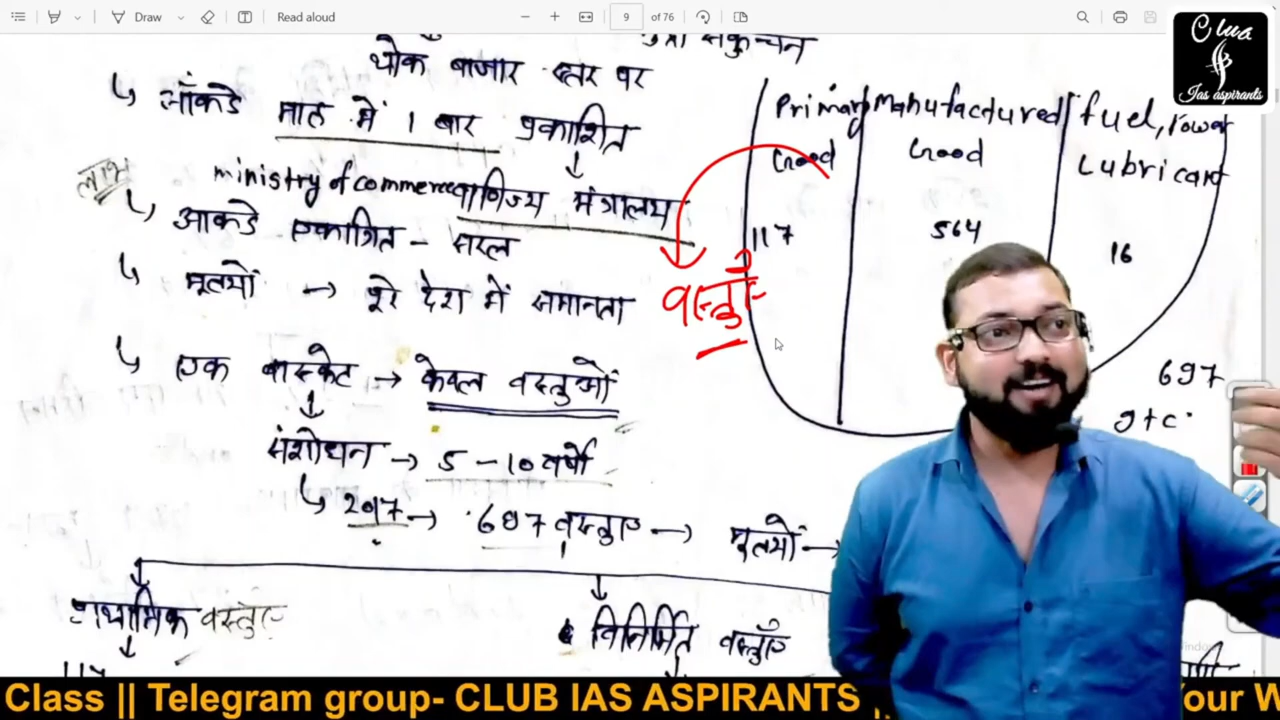 Draw
Read aloud
9 of 76
Club
Ias aspirants
थोक बाजार स्तर पर
आँकडे माह में 1 बार प्रकाशित
लाभ
ministry of commerce वाणिज्य मंत्रालय
आकडे एकत्रित - सरल
मूल्यों → पूरे देश में समानता
एक बास्केट → केवल वस्तुओं
संशोधन → 5 - 10 वर्षो
2017 → 697 वस्तुए → मूल्यों →
प्राथमिक वस्तुए
विनिर्मित वस्तुएँ
Primary Good
Manufactured Good
fuel, Power Lubricant
117
564
16
वस्तुएँ
697
Class || Telegram group- CLUB IAS ASPIRANTS || Your W